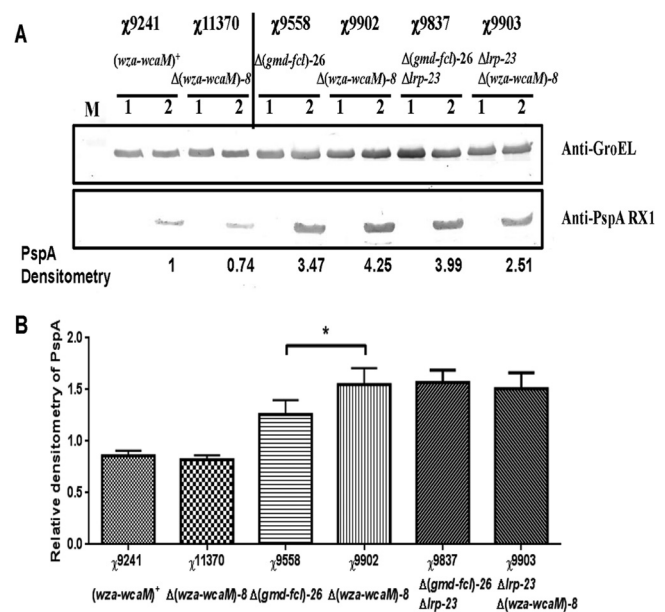 A
χ9241 χ11370 χ9558 χ9902 χ9837 χ9903
(wza-wcaM)+ Δ(wza-wcaM)-8 Δ(gmd-fcl)-26 Δ(wza-wcaM)-8 Δ(gmd-fcl)-26 Δlrp-23 Δlrp-23 Δ(wza-wcaM)-8
M 1 2 1 2 1 2 1 2 1 2 1 2
Anti-GroEL
Anti-PspA RX1
PspA Densitometry 1 0.74 3.47 4.25 3.99 2.51
B
Relative densitometry of PspA
2.0
1.5
1.0
0.5
0.0
*
χ9241 χ11370 χ9558 χ9902 χ9837 χ9903
(wza-wcaM)+ Δ(wza-wcaM)-8 Δ(gmd-fcl)-26 Δ(wza-wcaM)-8 Δ(gmd-fcl)-26 Δlrp-23 Δlrp-23 Δ(wza-wcaM)-8